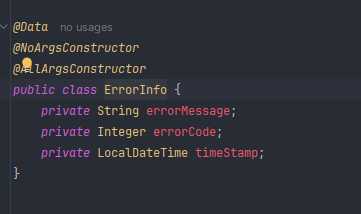 @Data no usages
@NoArgsConstructor
@AllArgsConstructor
public class ErrorInfo {
private String errorMessage;
private Integer errorCode;
private LocalDateTime timeStamp;
}